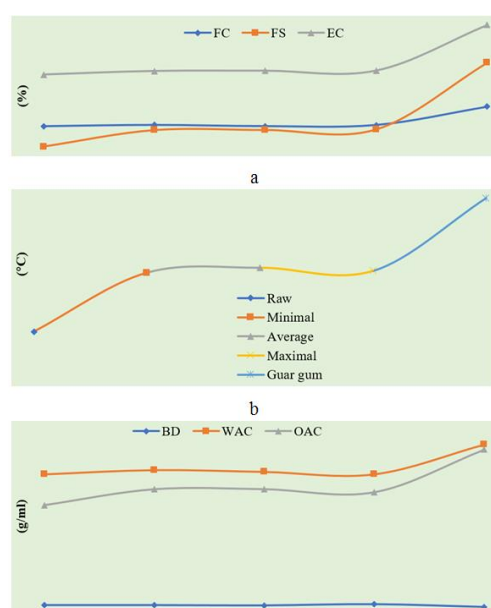 FC FS EC
(%)
a
(°C)
Raw
Minimal
Average
Maximal
Guar gum
b
BD WAC OAC
(g/ml)